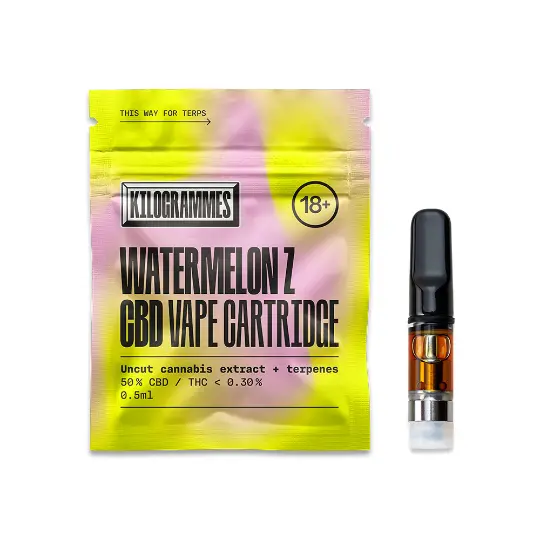 THIS WAY FOR TERPS
KILOGRAMMES
18+
WATERMELON Z
CBD VAPE CARTRIDGE
Uncut cannabis extract + terpenes
50% CBD / THC < 0.30%
0.5ml